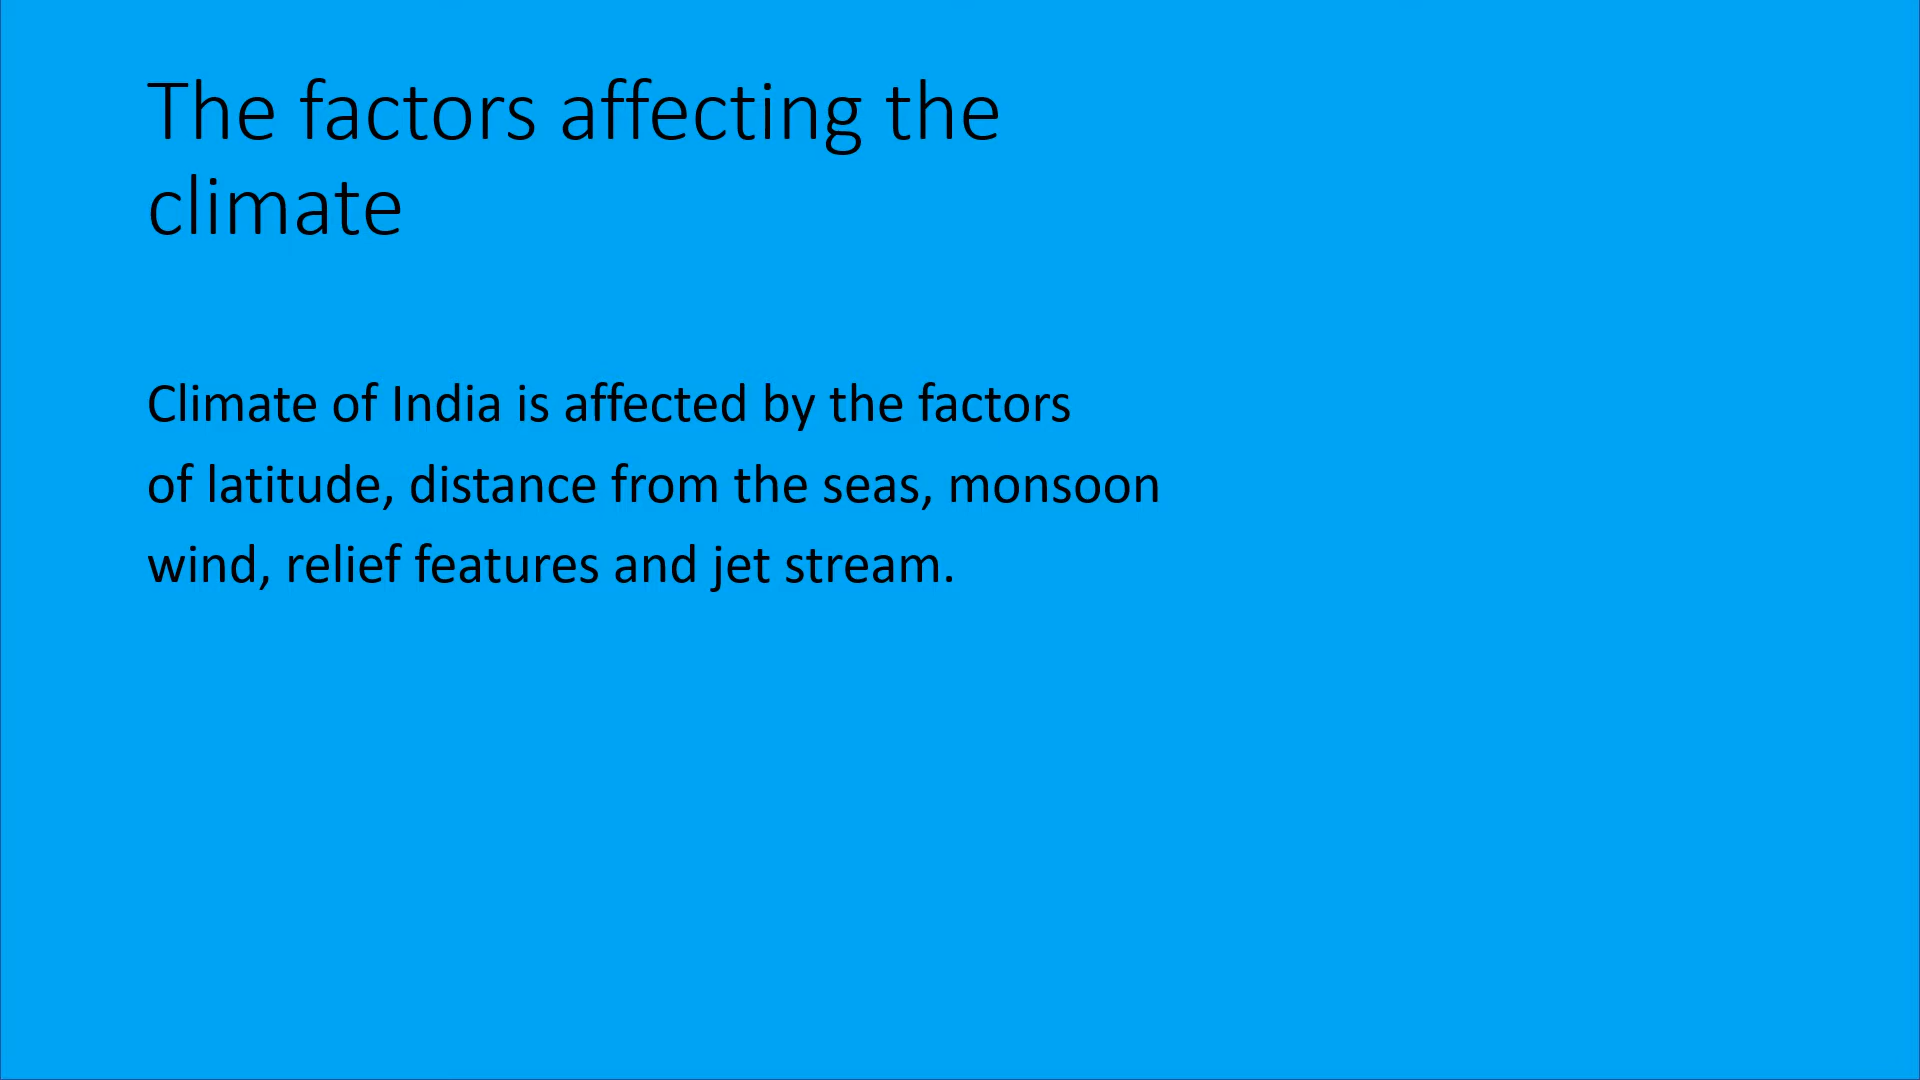 The factors affecting the
climate
Climate of India is affected by the factors
of latitude, distance from the seas, monsoon
wind, relief features and jet stream.